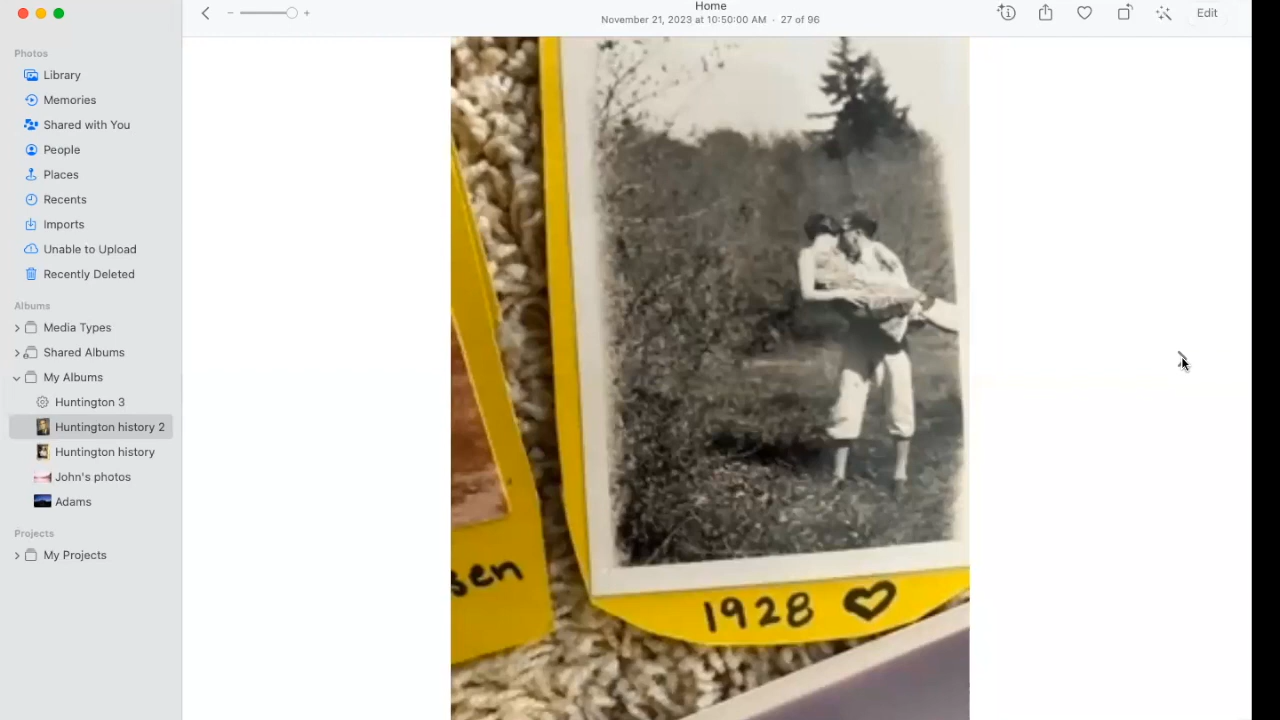 Home
November 21, 2023 at 10:50:00 AM · 27 of 96
Edit
Photos
Library
Memories
Shared with You
People
Places
Recents
Imports
Unable to Upload
Recently Deleted
Albums
Media Types
Shared Albums
My Albums
Huntington 3
Huntington history 2
Huntington history
John's photos
Adams
Projects
My Projects
sen
1928